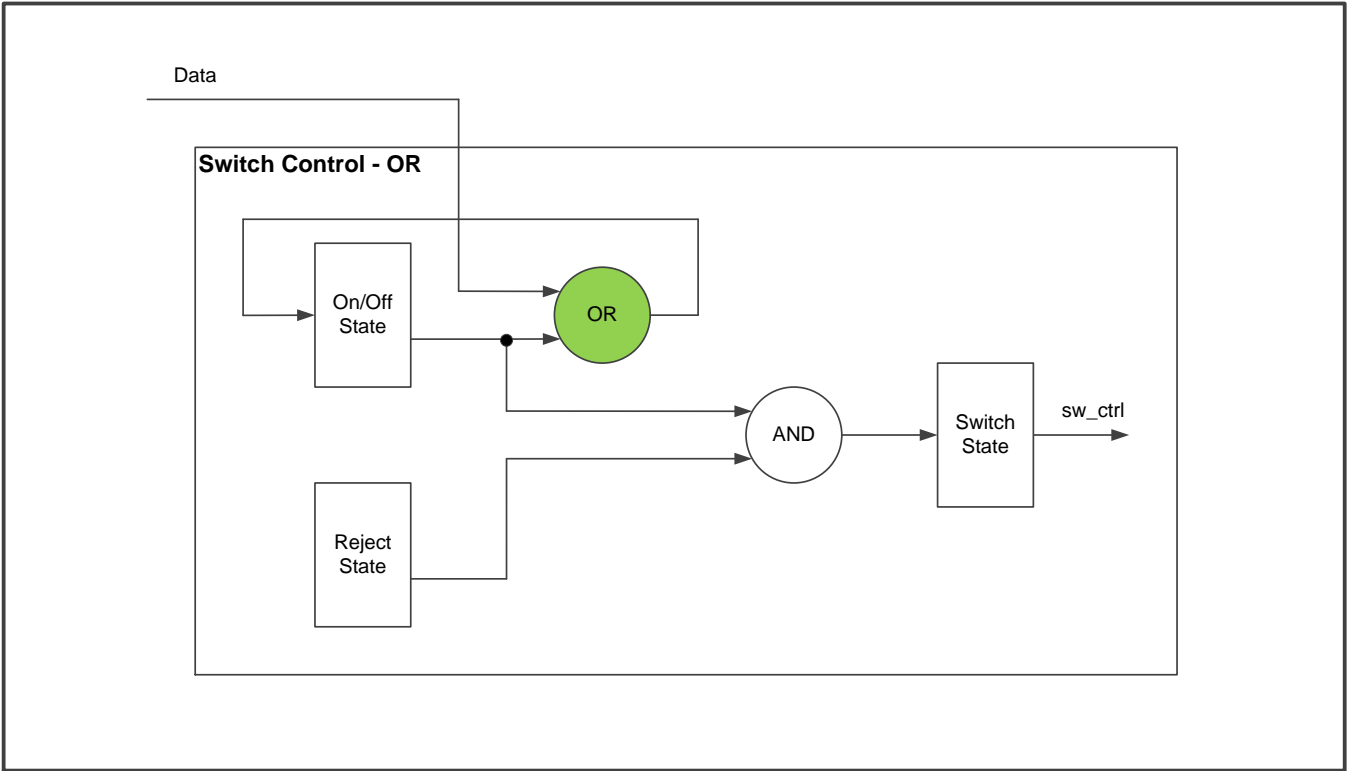 Data
Switch Control - OR
On/Off
State
OR
AND
Switch
State
sw_ctrl
Reject
State